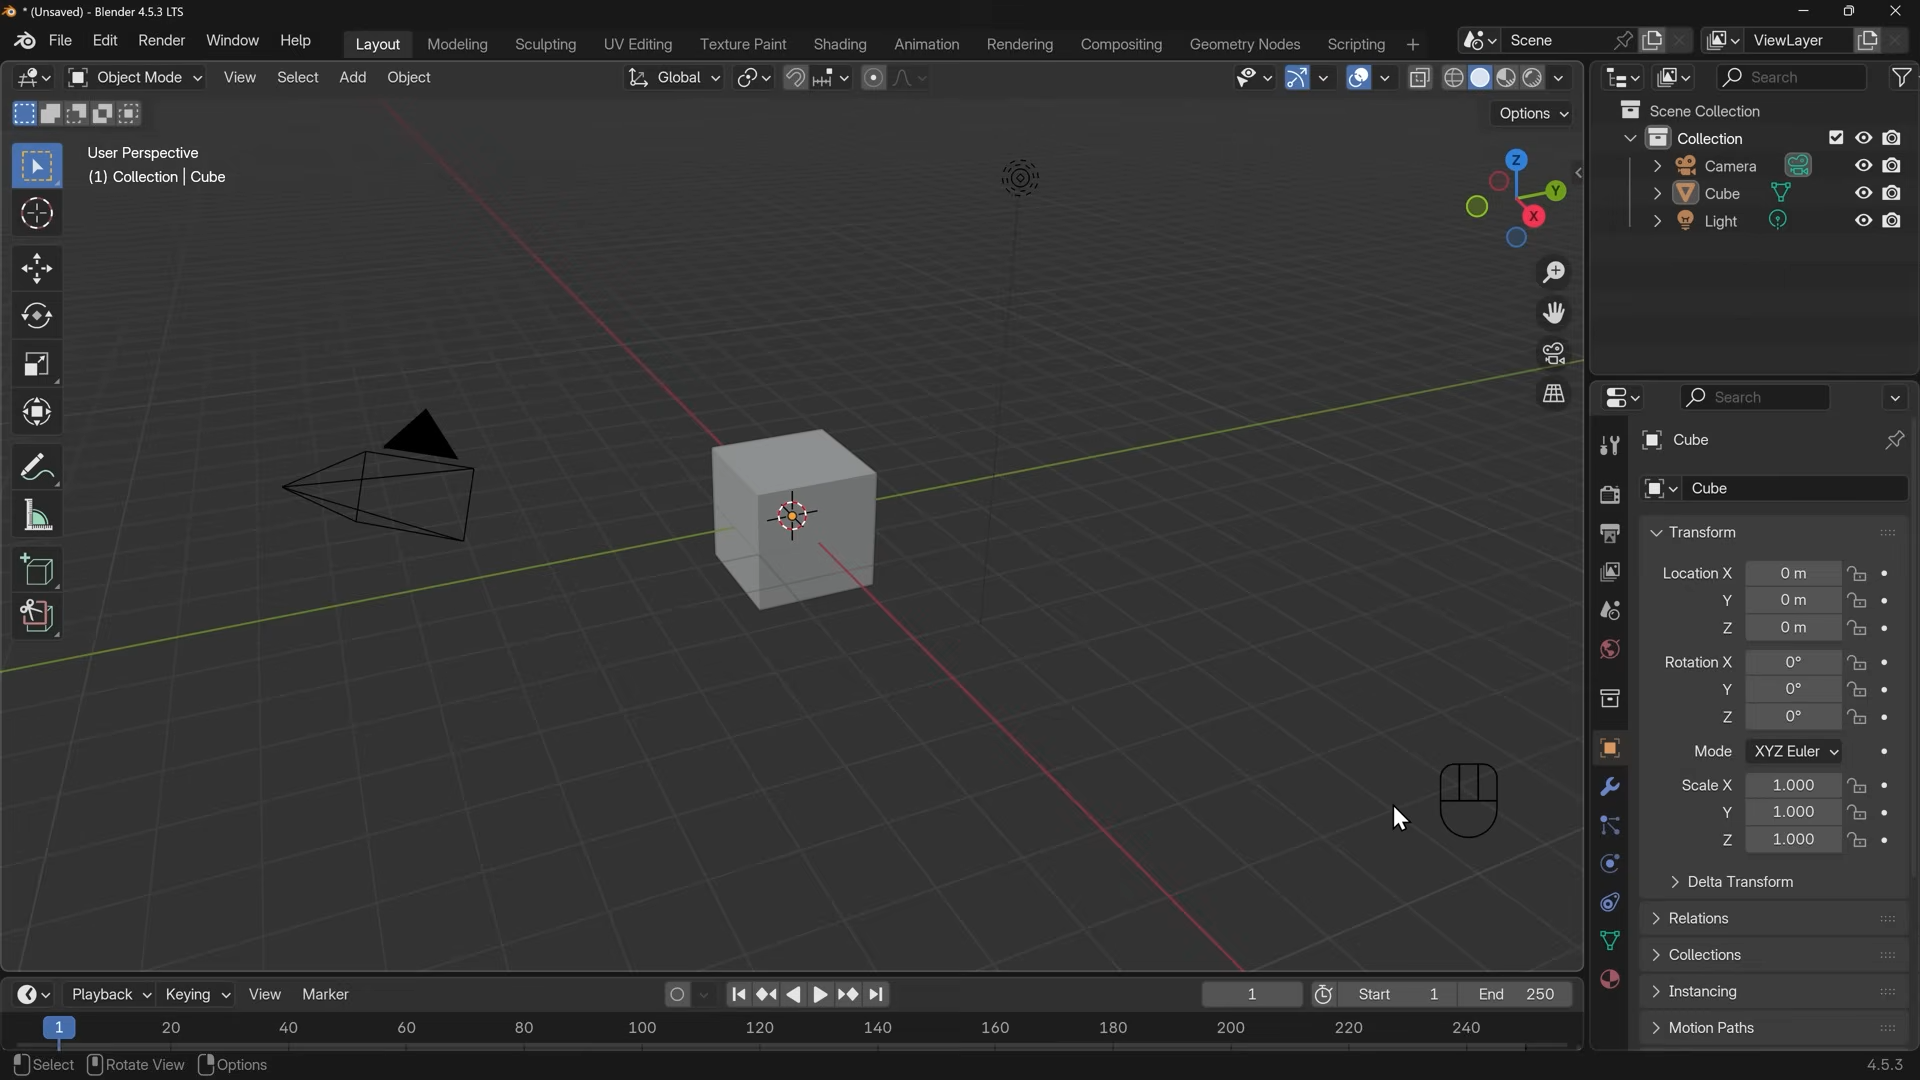 * (Unsaved) - Blender 4.5.3 LTS
File Edit Render Window Help Layout Modeling Sculpting UV Editing Texture Paint Shading Animation Rendering Compositing Geometry Nodes Scripting + Scene ViewLayer
Object Mode View Select Add Object Global Search
Options
User Perspective
(1) Collection | Cube
Z
Y
X
Scene Collection
Collection
Camera
Cube
Light
Search
Cube
Cube
Transform
Location X 0 m
Y 0 m
Z 0 m
Rotation X 0°
Y 0°
Z 0°
Mode XYZ Euler
Scale X 1.000
Y 1.000
Z 1.000
Delta Transform
Relations
Collections
Instancing
Motion Paths
Playback Keying View Marker 1 Start 1 End 250
1 20 40 60 80 100 120 140 160 180 200 220 240
Select Rotate View Options 4.5.3